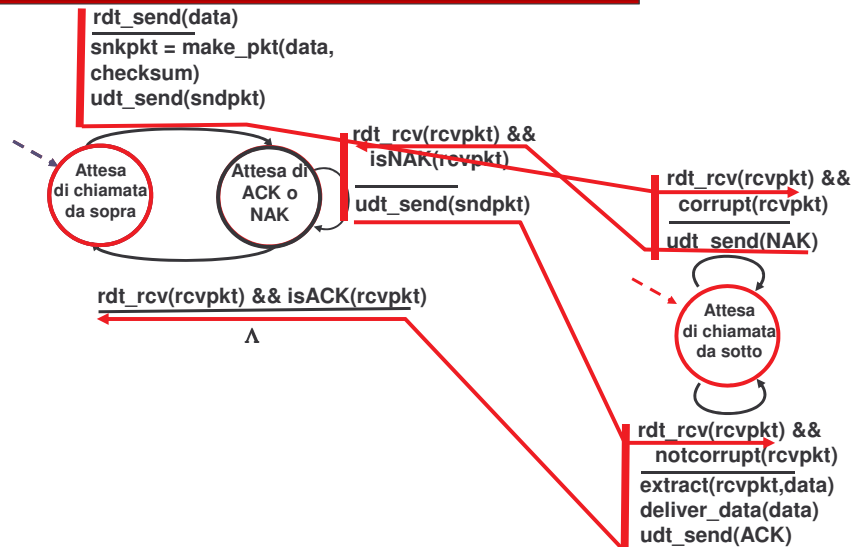 rdt_send(data)
snkpkt = make_pkt(data,
checksum)
udt_send(sndpkt)
Attesa
di chiamata
da sopra
Attesa di
ACK o
NAK
rdt_rcv(rcvpkt) &&
isNAK(rcvpkt)
udt_send(sndpkt)
rdt_rcv(rcvpkt) &&
corrupt(rcvpkt)
udt_send(NAK)
rdt_rcv(rcvpkt) && isACK(rcvpkt)
Λ
Attesa
di chiamata
da sotto
rdt_rcv(rcvpkt) &&
notcorrupt(rcvpkt)
extract(rcvpkt,data)
deliver_data(data)
udt_send(ACK)